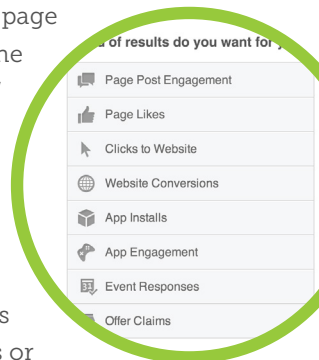 page
d of results do you want for
Page Post Engagement
Page Likes
Clicks to Website
Website Conversions
App Installs
App Engagement
Event Responses
Offer Claims
s or